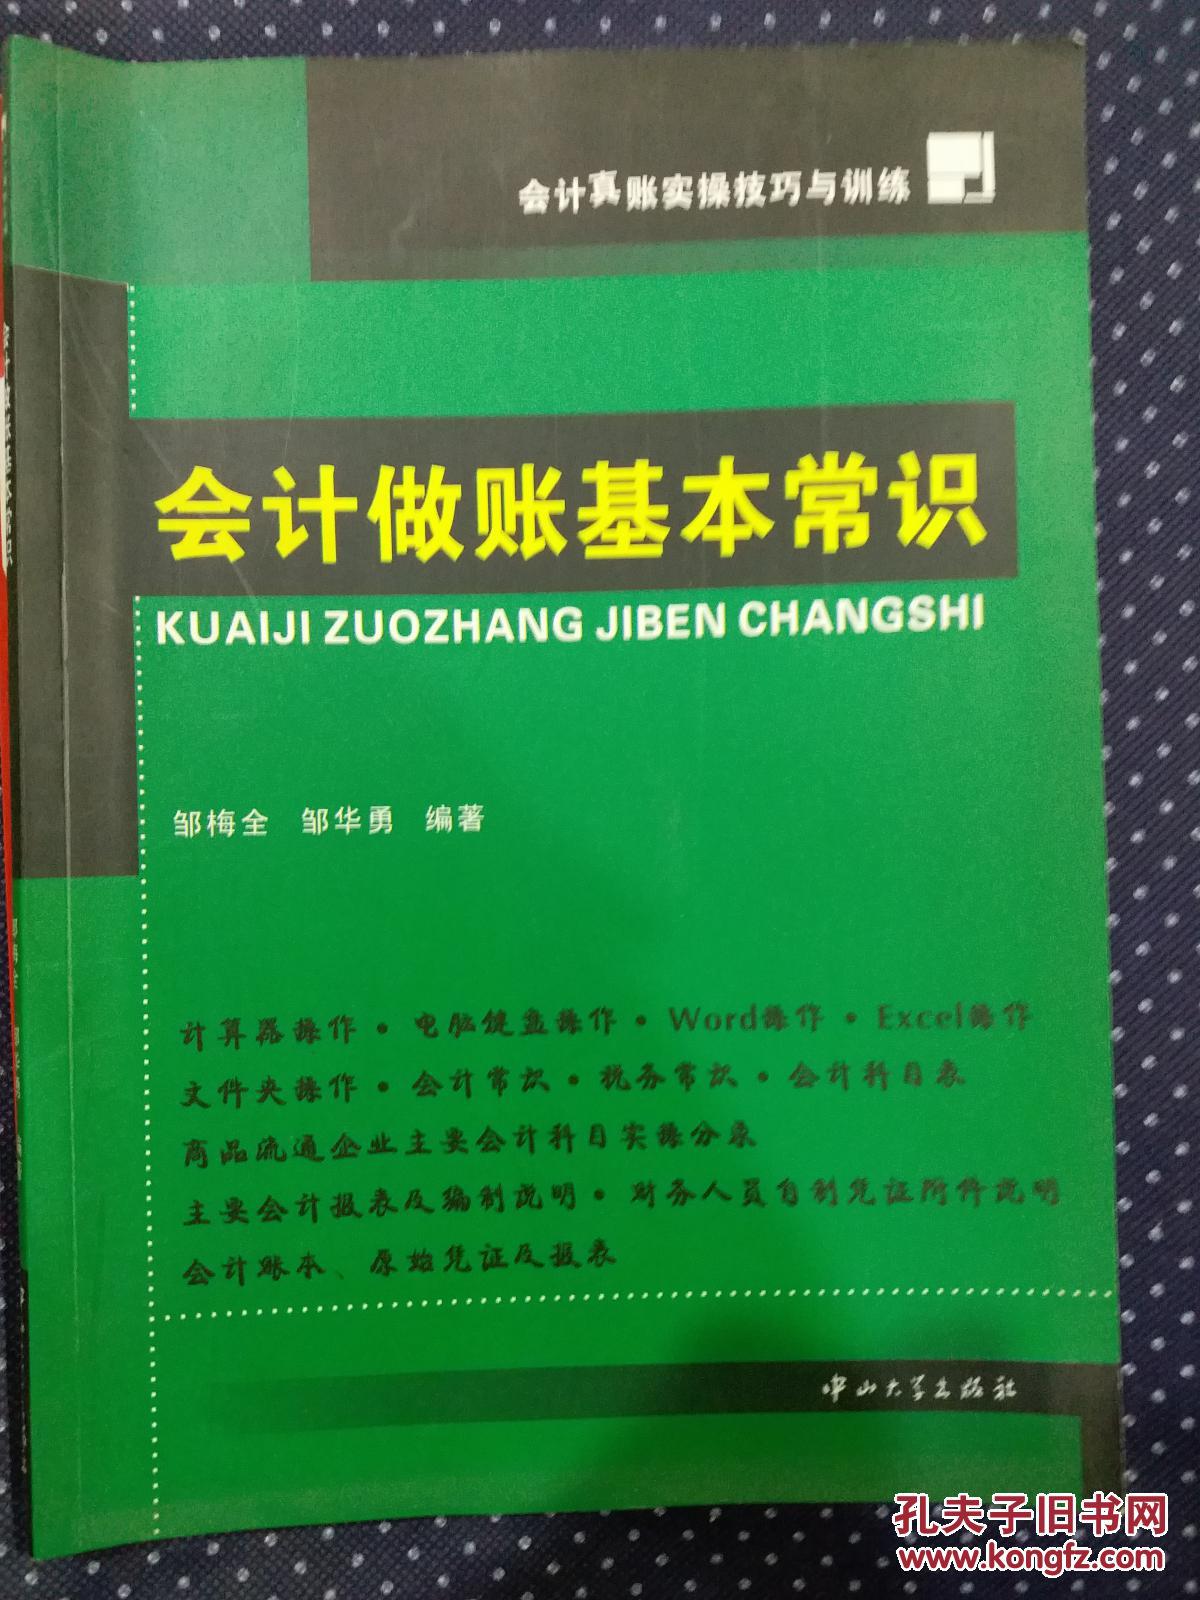 会计真账实操技巧与训练
会计做账基本常识
KUAIJI ZUOZHANG JIBEN CHANGSHI
邹梅全 邹华勇 编著
计算器操作·电脑键盘操作·Word操作·Excel操作
文件夹操作·会计常识·税务常识·会计科目表
商品流通企业主要会计科目实操分录
主要会计报表及编制说明·财务人员自制凭证附件说明
会计账本、原始凭证及报表
中山大学出版社
孔夫子旧书网
www.kongfz.com